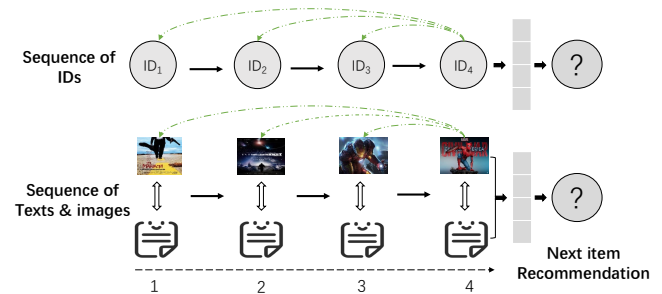 Sequence of
IDs
ID1
ID2
ID3
ID4
?
Sequence of
Texts & images
?
Next item
Recommendation
1
2
3
4